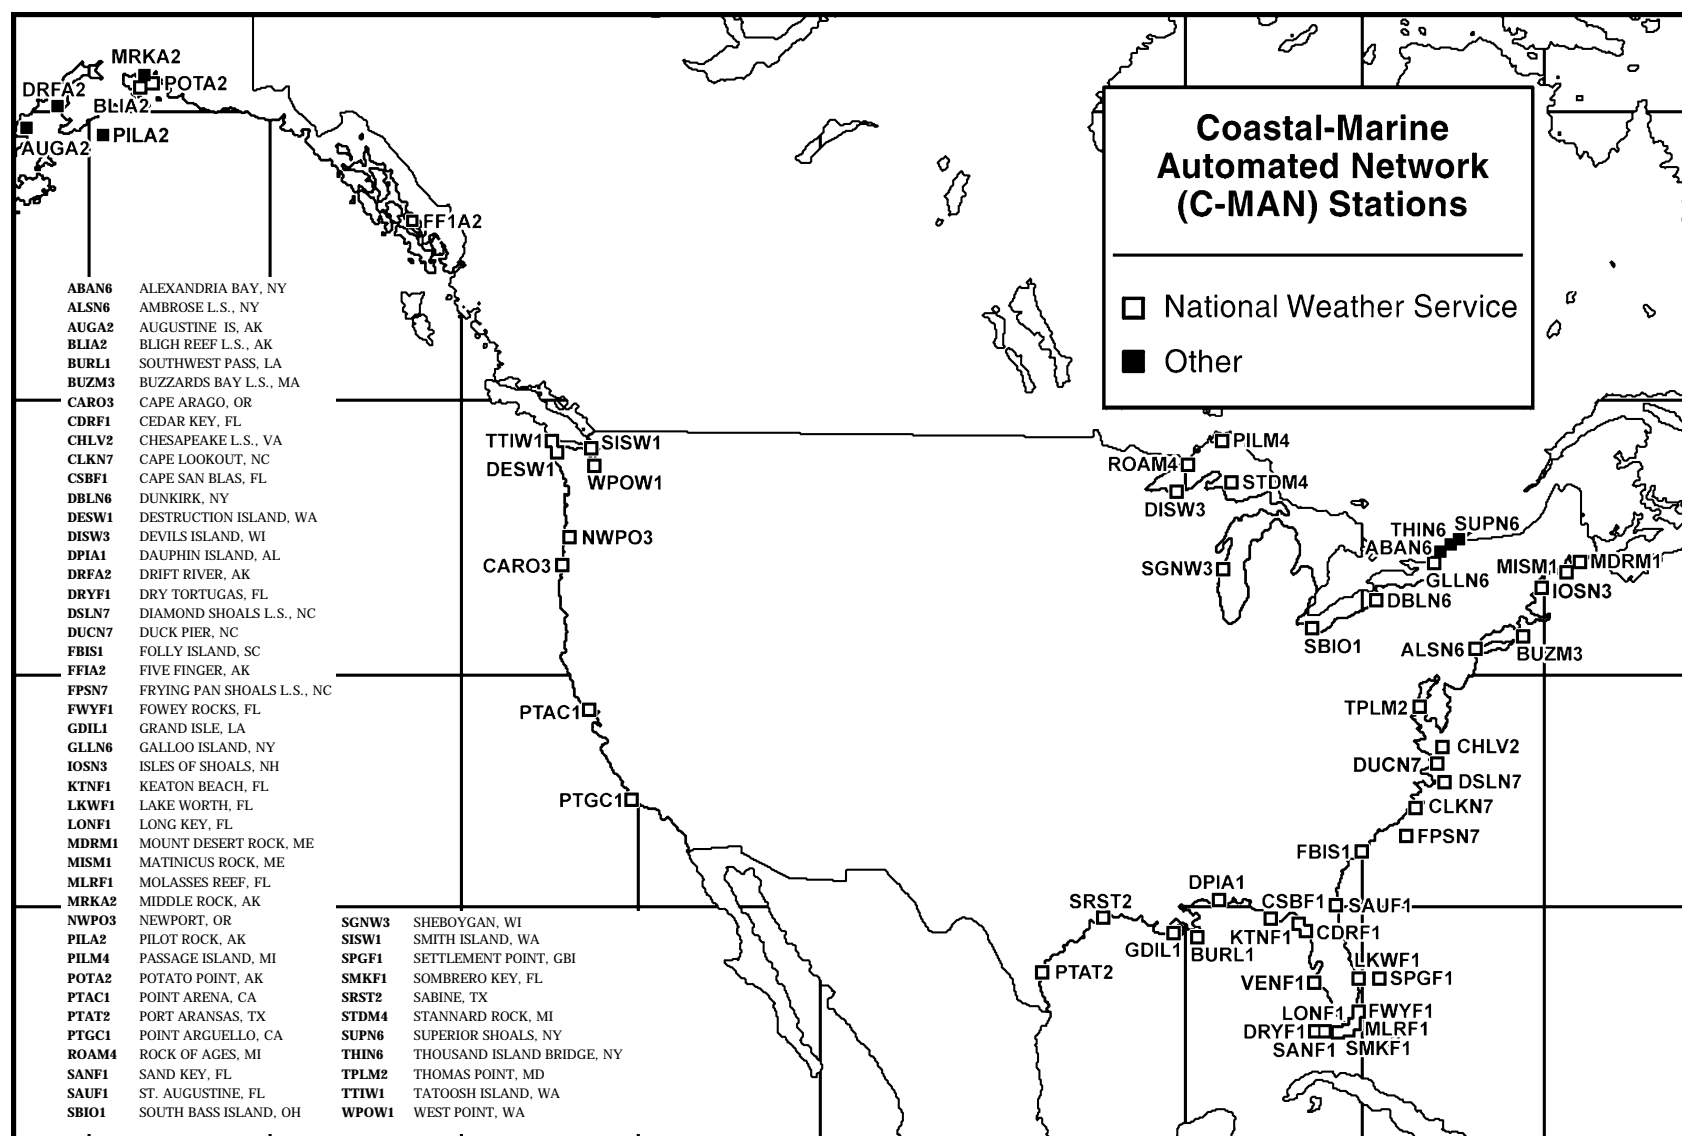 MRKA2
DRFA2
POTA2
BLIA2
PILA2
AUGA2
FF1A2
Coastal-Marine
Automated Network
(C-MAN) Stations
National Weather Service
Other
ABAN6 ALEXANDRIA BAY, NY
ALSN6 AMBROSE L.S., NY
AUGA2 AUGUSTINE IS, AK
BLIA2 BLIGH REEF L.S., AK
BURL1 SOUTHWEST PASS, LA
BUZM3 BUZZARDS BAY L.S., MA
CARO3 CAPE ARAGO, OR
CDRF1 CEDAR KEY, FL
CHLV2 CHESAPEAKE L.S., VA
CLKN7 CAPE LOOKOUT, NC
CSBF1 CAPE SAN BLAS, FL
DBLN6 DUNKIRK, NY
DESW1 DESTRUCTION ISLAND, WA
DISW3 DEVILS ISLAND, WI
DPIA1 DAUPHIN ISLAND, AL
DRFA2 DRIFT RIVER, AK
DRYF1 DRY TORTUGAS, FL
DSLN7 DIAMOND SHOALS L.S., NC
DUCN7 DUCK PIER, NC
FBIS1 FOLLY ISLAND, SC
FFIA2 FIVE FINGER, AK
FPSN7 FRYING PAN SHOALS L.S., NC
FWYF1 FOWEY ROCKS, FL
GDIL1 GRAND ISLE, LA
GLLN6 GALLOO ISLAND, NY
IOSN3 ISLES OF SHOALS, NH
KTNF1 KEATON BEACH, FL
LKWF1 LAKE WORTH, FL
LONF1 LONG KEY, FL
MDRM1 MOUNT DESERT ROCK, ME
MISM1 MATINICUS ROCK, ME
MLRF1 MOLASSES REEF, FL
MRKA2 MIDDLE ROCK, AK
NWPO3 NEWPORT, OR
PILA2 PILOT ROCK, AK
PILM4 PASSAGE ISLAND, MI
POTA2 POTATO POINT, AK
PTAC1 POINT ARENA, CA
PTAT2 PORT ARANSAS, TX
PTGC1 POINT ARGUELLO, CA
ROAM4 ROCK OF AGES, MI
SANF1 SAND KEY, FL
SAUF1 ST. AUGUSTINE, FL
SBIO1 SOUTH BASS ISLAND, OH
SGNW3 SHEBOYGAN, WI
SISW1 SMITH ISLAND, WA
SPGF1 SETTLEMENT POINT, GBI
SMKF1 SOMBRERO KEY, FL
SRST2 SABINE, TX
STDM4 STANNARD ROCK, MI
SUPN6 SUPERIOR SHOALS, NY
THIN6 THOUSAND ISLAND BRIDGE, NY
TPLM2 THOMAS POINT, MD
TTIW1 TATOOSH ISLAND, WA
WPOW1 WEST POINT, WA
TTIW1
SISW1
DESW1
WPOW1
NWPO3
CARO3
PTAC1
PTGC1
PILM4
ROAM4
STDM4
DISW3
SGNW3
THIN6
SUPN6
ABAN6
GLLN6
DBLN6
SBIO1
MISM1
MDRM1
IOSN3
ALSN6
BUZM3
TPLM2
CHLV2
DUCN7
DSLN7
CLKN7
FPSN7
FBIS1
DPIA1
CSBF1
SAUF1
SRST2
GDIL1
BURL1
KTNF1
CDRF1
PTAT2
LKWF1
VENF1
SPGF1
LONF1
FWYF1
DRYF1
MLRF1
SANF1
SMKF1